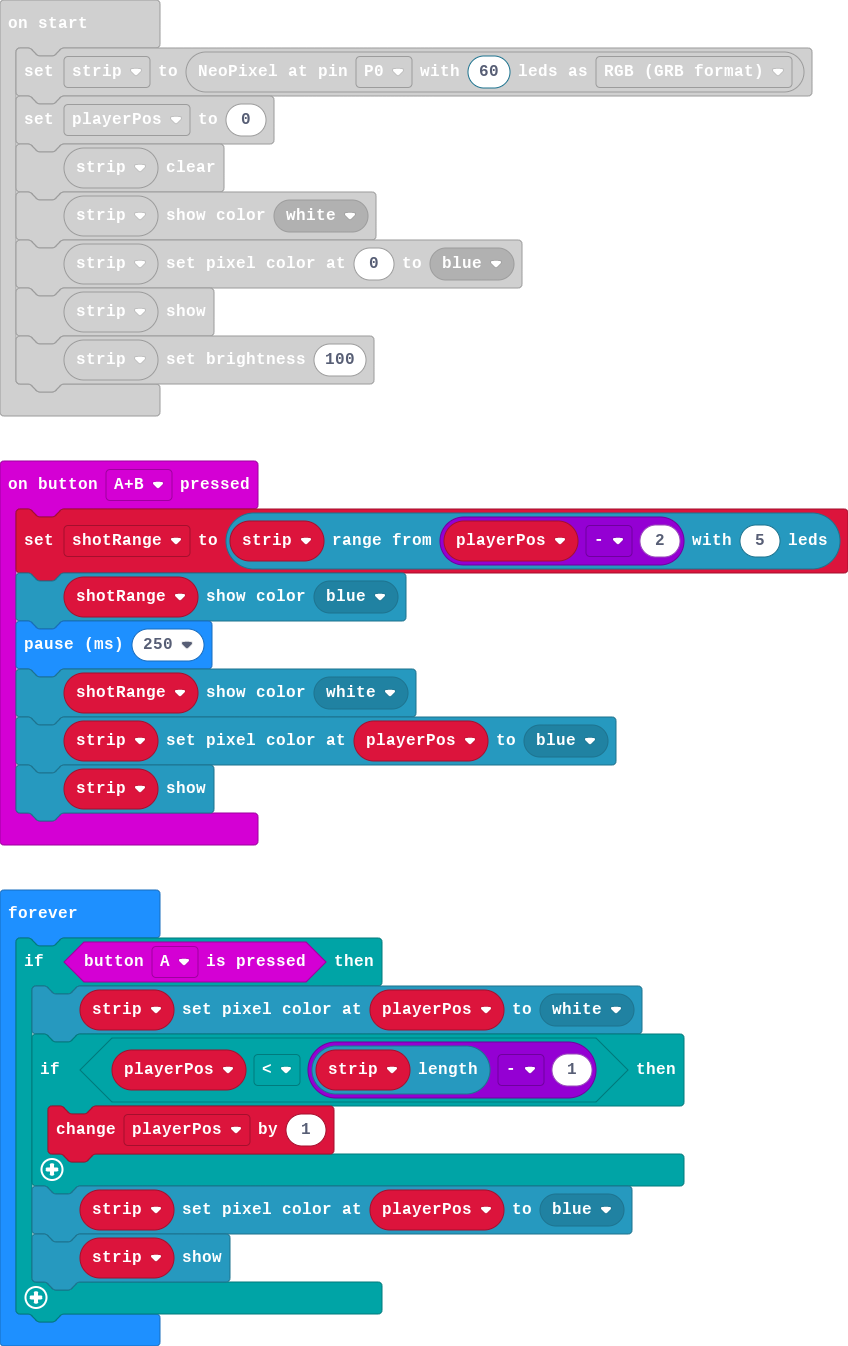 on start
set strip to NeoPixel at pin P0 with 60 leds as RGB (GRB format)
set playerPos to 0
strip clear
strip show color white
strip set pixel color at 0 to blue
strip show
strip set brightness 100
on button A+B pressed
set shotRange to strip range from playerPos - 2 with 5 leds
shotRange show color blue
pause (ms) 250
shotRange show color white
strip set pixel color at playerPos to blue
strip show
forever
if button A is pressed then
strip set pixel color at playerPos to white
if playerPos < strip length - 1 then
change playerPos by 1
strip set pixel color at playerPos to blue
strip show